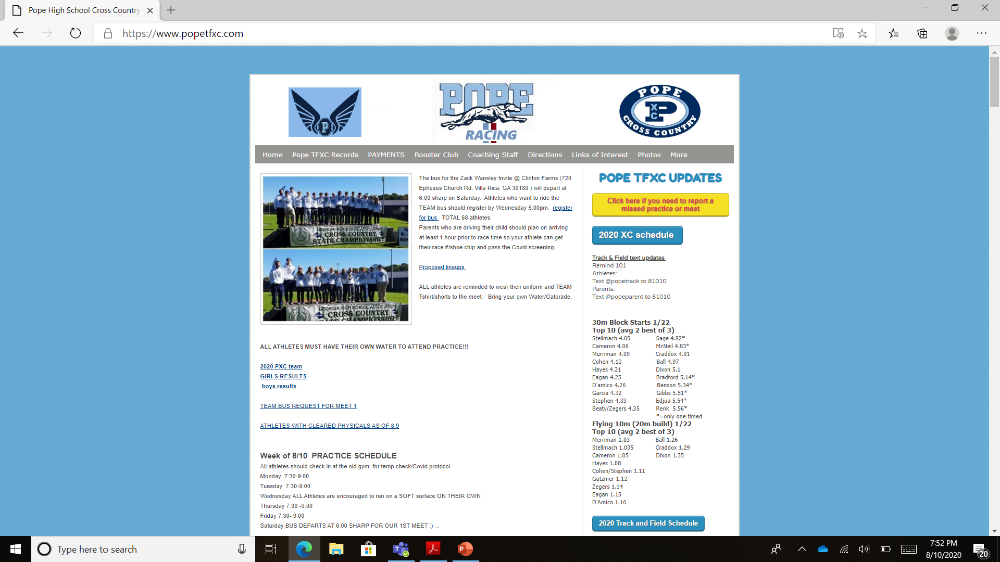 Pope High School Cross Country
https://www.popetfxc.com
P
POPE
RACING
POPE
XC
P
CROSS COUNTRY
Home Pope TFXC Records PAYMENTS Booster Club Coaching Staff Directions Links of Interest Photos More
GEORGIA HIGH SCHOOL ASSOCIATION
CROSS COUNTRY
STATE CHAMPIONSHIPS
GEORGIA HIGH SCHOOL ASSOCIATION
CROSS COUNTRY
STATE CHAMPIONSHIPS
The bus for the Zack Wansley Invite @ Clinton Farms (720
Ephesus Church Rd, Villa Rica, GA 30180 ) will depart at
6:00 sharp on Saturday. Athletes who want to ride the
TEAM bus should register by Wednesday 5:00pm. register
for bus TOTAL 68 athletes.
Parents who are driving their child should plan on arriving
at least 1 hour prior to race time so your athlete can get
their race #/shoe chip and pass the Covid screening.
Proposed lineups
ALL athletes are reminded to wear their uniform and TEAM
Tshirt/shorts to the meet. Bring your own Water/Gatorade.
ALL ATHLETES MUST HAVE THEIR OWN WATER TO ATTEND PRACTICE!!!
2020 PXC team
GIRLS RESULTS
boys results
TEAM BUS REQUEST FOR MEET 1
ATHLETES WITH CLEARED PHYSICALS AS OF 8.9
Week of 8/10 PRACTICE SCHEDULE
All athletes should check in at the old gym for temp check/Covid protocol.
Monday 7:30-9:00
Tuesday 7:30-9:00
Wednesday ALL Athletes are encouraged to run on a SOFT surface ON THEIR OWN
Thursday 7:30 -9:00
Friday 7:30- 9:00
Saturday BUS DEPARTS AT 6:00 SHARP FOR OUR 1ST MEET :) ..
POPE TFXC UPDATES
Click here if you need to report a
missed practice or meet
2020 XC schedule
Track & Field text updates
Remind 101
Athletes:
Text @popetrack to 81010
Parents:
Text @popeparent to 81010
30m Block Starts 1/22
Top 10 (avg 2 best of 3)
Stellmach 4.05 Sage 4.82*
Cameron 4.06 McNeil 4.83*
Merriman 4.09 Craddox 4.91
Cohen 4.13 Ball 4.97
Hayes 4.21 Dixon 5.1
Eagan 4.25 Bradford 5.14*
D'amico 4.26 Benson 5.34*
Garcia 4.32 Gibbs 5.51*
Stephen 4.33 Edjua 5.54*
Beaty/Zegers 4.35 Renk 5.56*
*=only one timed
Flying 10m (20m build) 1/22
Top 10 (avg 2 best of 3)
Merriman 1.03 Ball 1.26
Stellmach 1.035 Craddox 1.29
Cameron 1.05 Dixon 1.35
Hayes 1.08
Cohen/Stephen 1.11
Gutzmer 1.12
Zegers 1.14
Eagan 1.15
D'Amico 1.16
2020 Track and Field Schedule
Type here to search
7:52 PM
8/10/2020
20